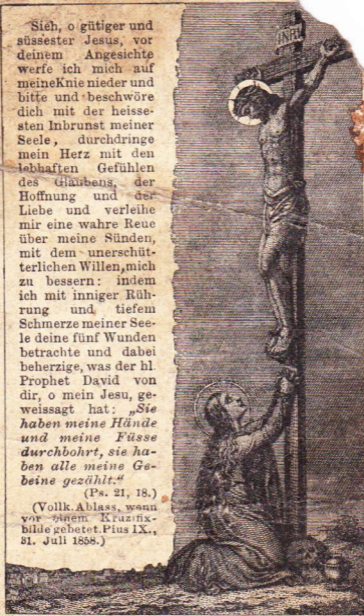 INRI
Sieh, o gütiger und
süssester Jesus, vor
deinem Angesichte
werfe ich mich auf
meineKnie nieder und
bitte und beschwöre
dich mit der heisse-
sten Inbrunst meiner
Seele, durchdringe
mein Herz mit den
lebhaften Gefühlen
des Glaubens, der
Hoffnung und der
Liebe und verleihe
mir eine wahre Reue
über meine Sünden,
mit dem unerschüt-
terlichen Willen,mich
zu bessern: indem
ich mit inniger Rüh-
rung und tiefem
Schmerze meiner See-
le deine fünf Wunden
betrachte und dabei
beherzige, was der hl
Prophet David von
dir, o mein Jesu, ge-
weissagt hat: „Sie
haben meine Hände
und meine Füsse
durchbohrt, sie ha-
ben alle meine Ge-
beine gezählt.“
(Ps. 21, 18.)
(Vollk. Ablass, wenn
vor einem Kruzifix-
bilde gebetet. Pius IX.,
31. Juli 1858.)